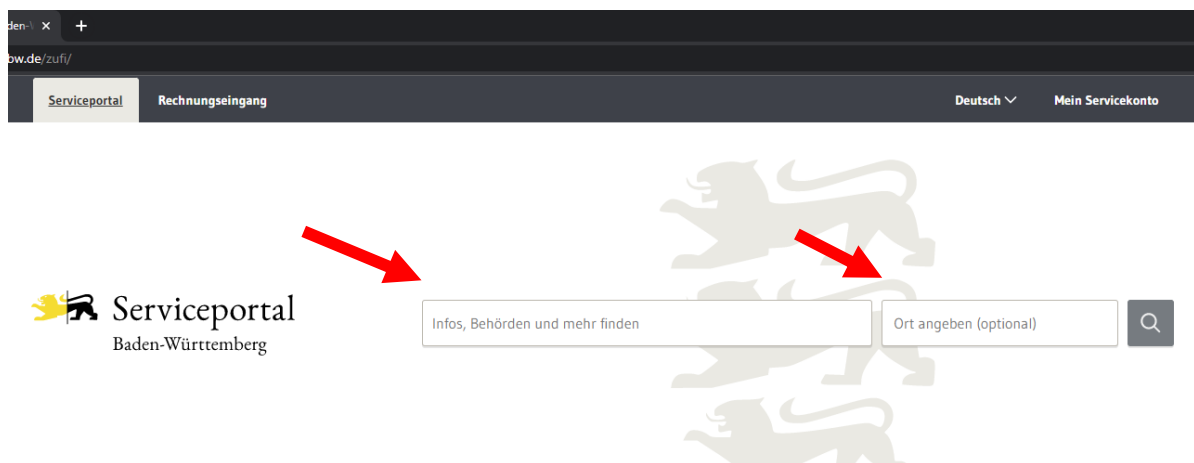 den-\ × +
bw.de/zufi/
Serviceportal Rechnungseingang Deutsch Mein Servicekonto
Serviceportal
Baden-Württemberg
Infos, Behörden und mehr finden Ort angeben (optional)